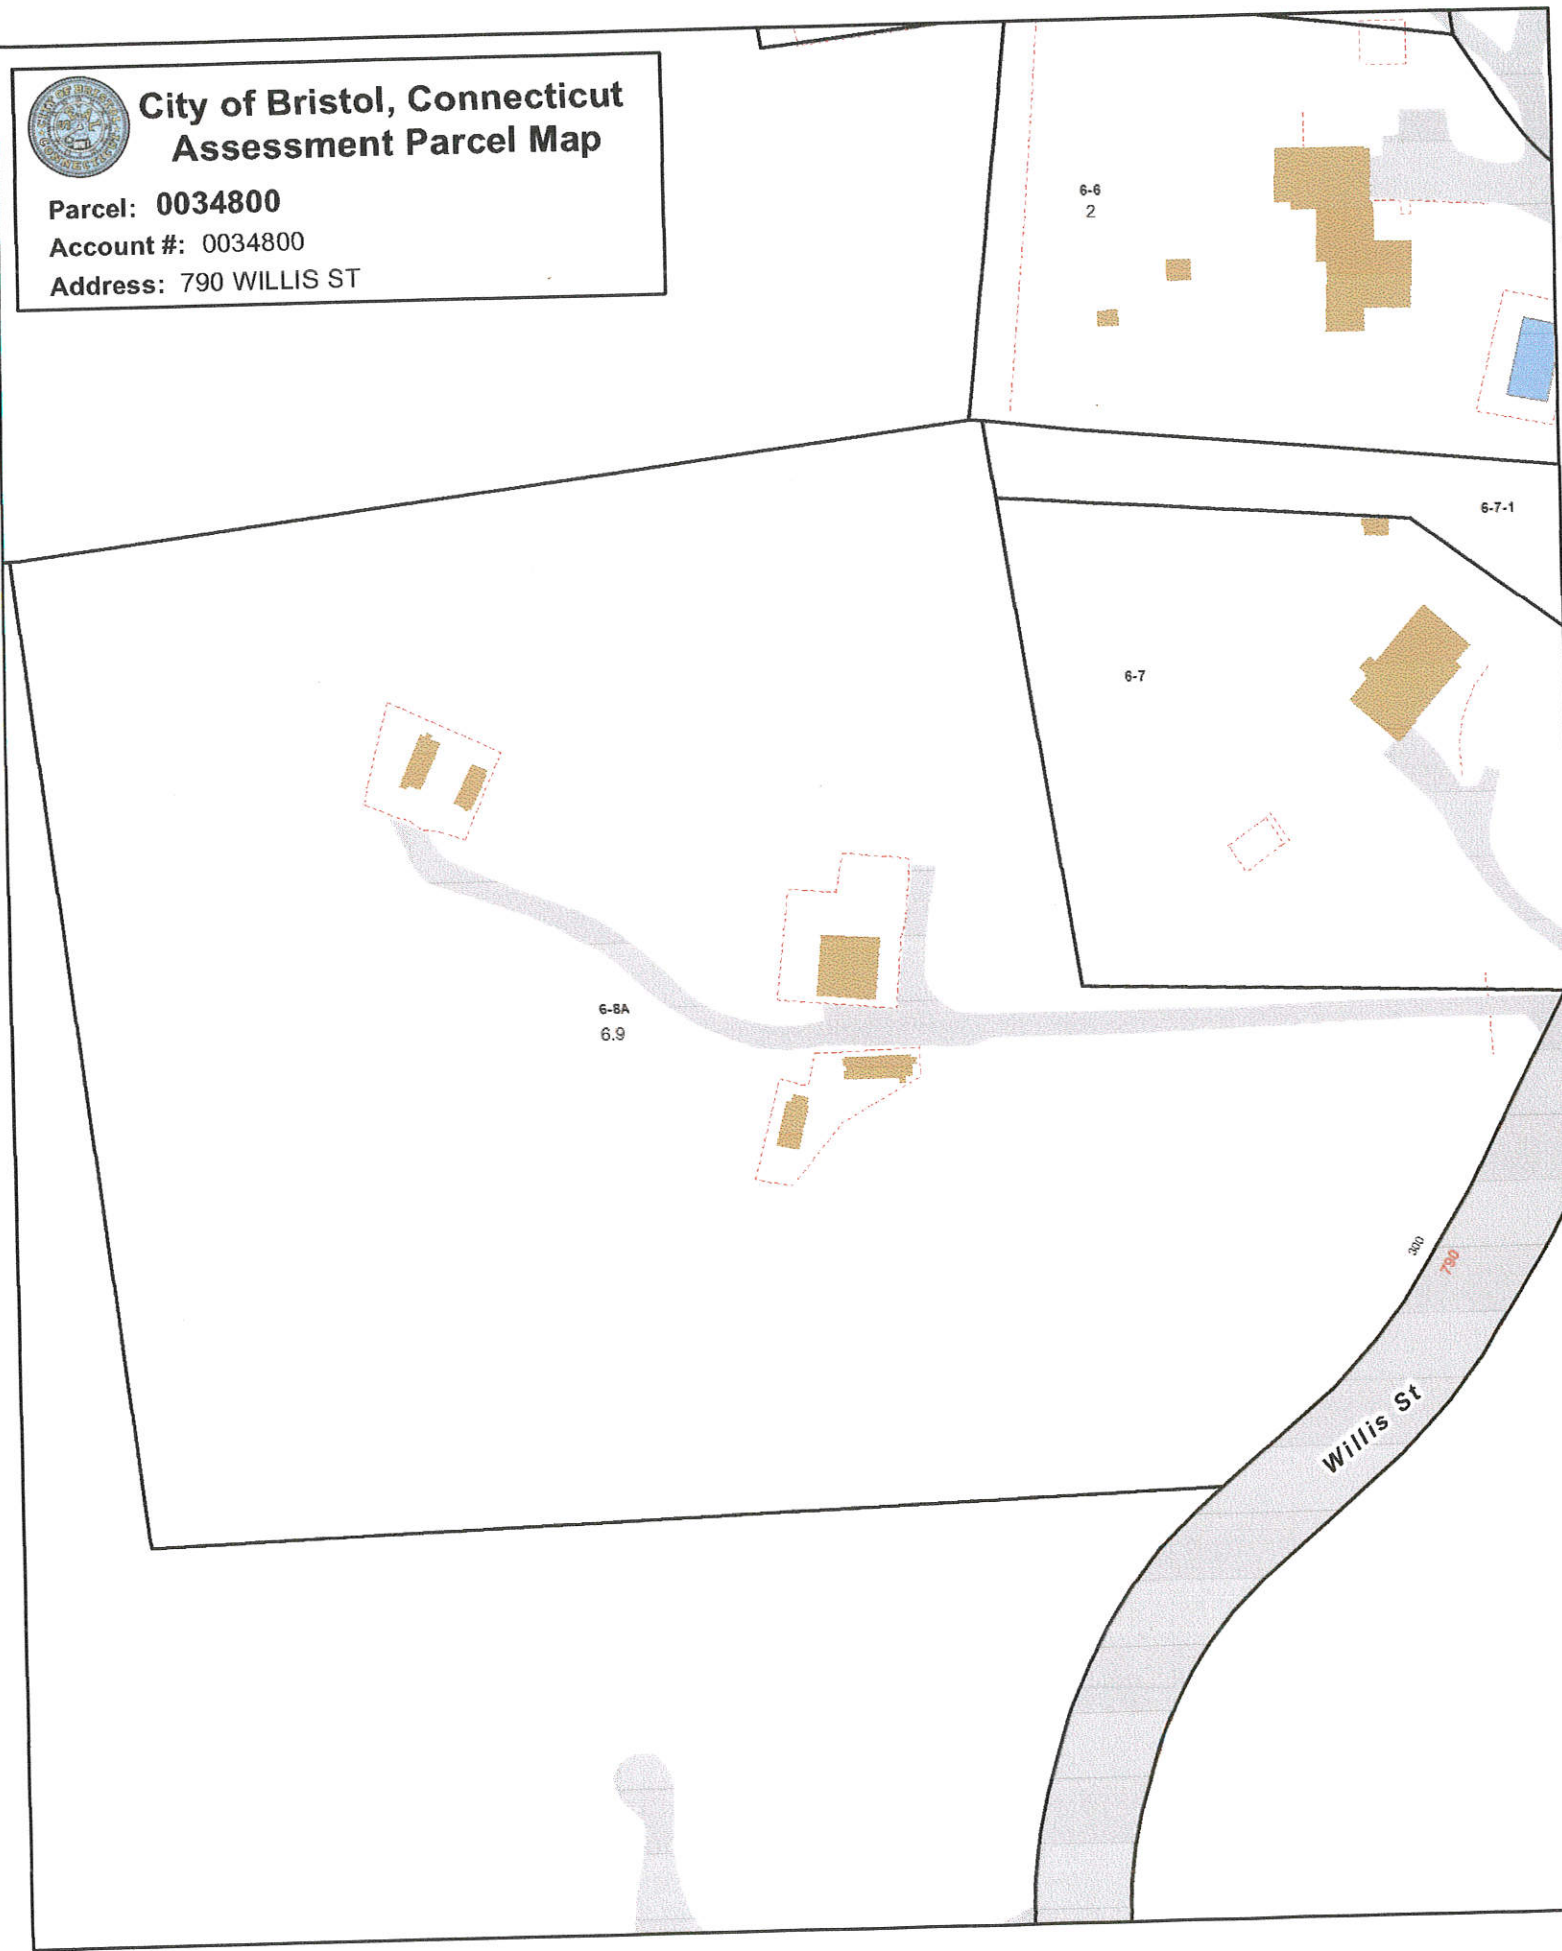 City of Bristol, Connecticut
Assessment Parcel Map
Parcel: 0034800
Account #: 0034800
Address: 790 WILLIS ST
6-6
2
6-7-1
6-7
6-8A
6.9
300
790
Willis St